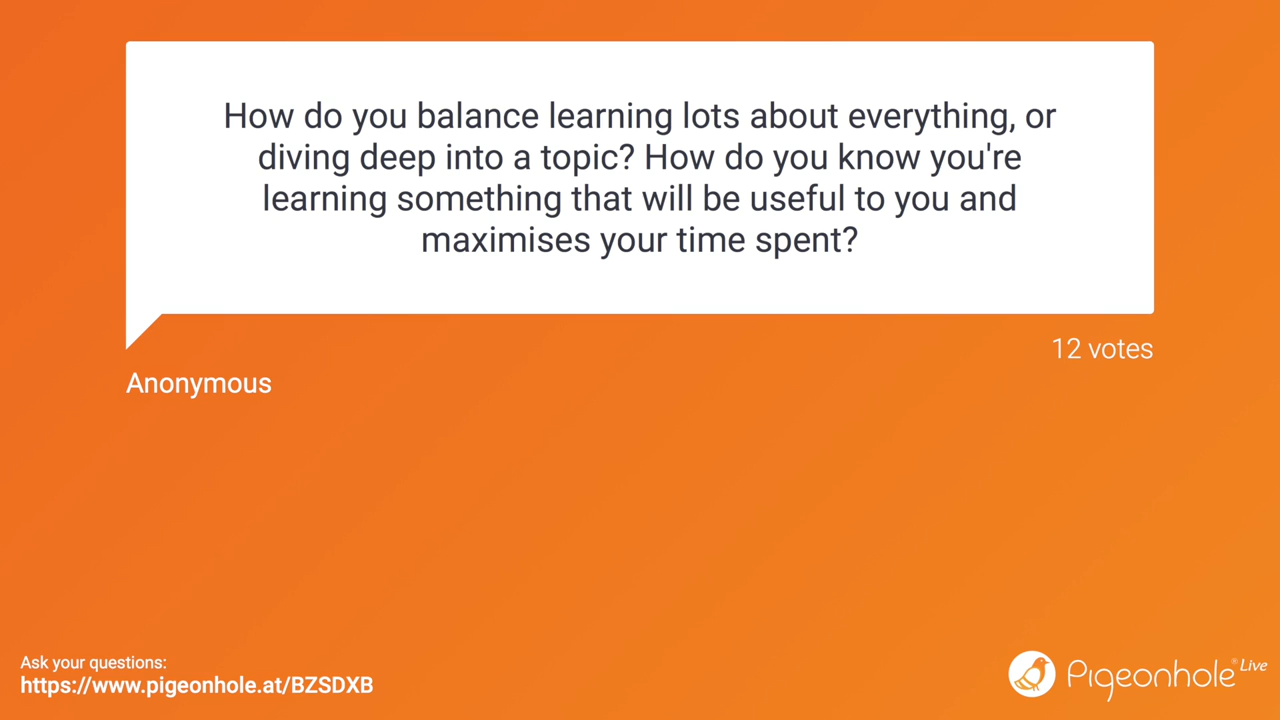 How do you balance learning lots about everything, or
diving deep into a topic? How do you know you're
learning something that will be useful to you and
maximises your time spent?
12 votes
Anonymous
Ask your questions:
https://www.pigeonhole.at/BZSDXB
Pigeonhole® Live